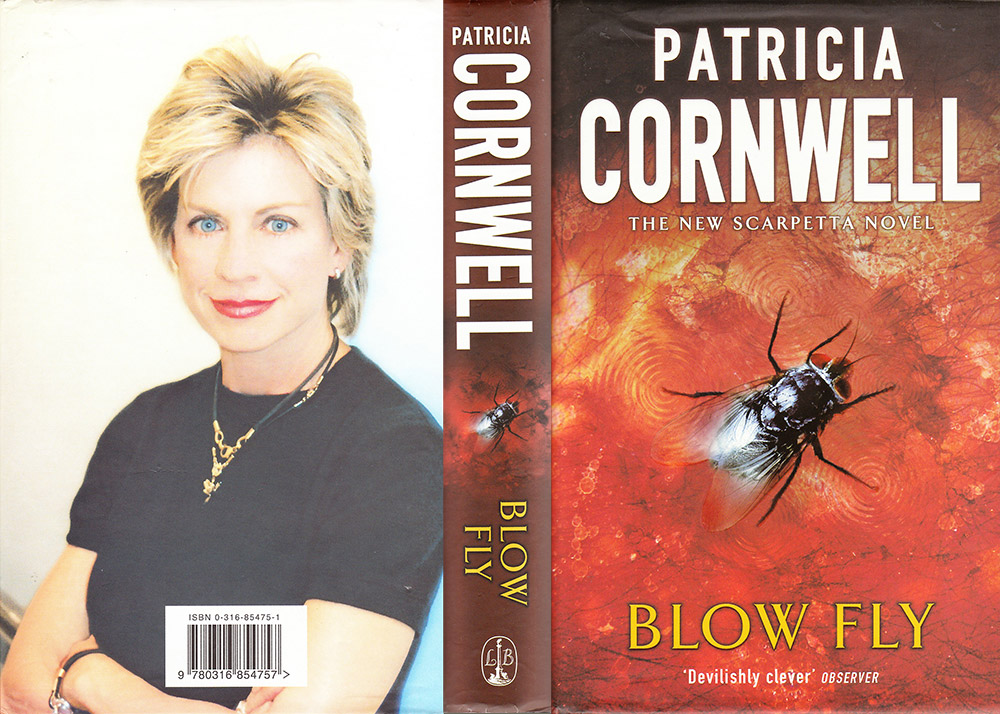 ISBN 0-316-85475-1
9 780316 854757 >
PATRICIA
CORNWELL
BLOW
FLY
L B
PATRICIA
CORNWELL
THE NEW SCARPETTA NOVEL
BLOW FLY
‘Devilishly clever’ OBSERVER